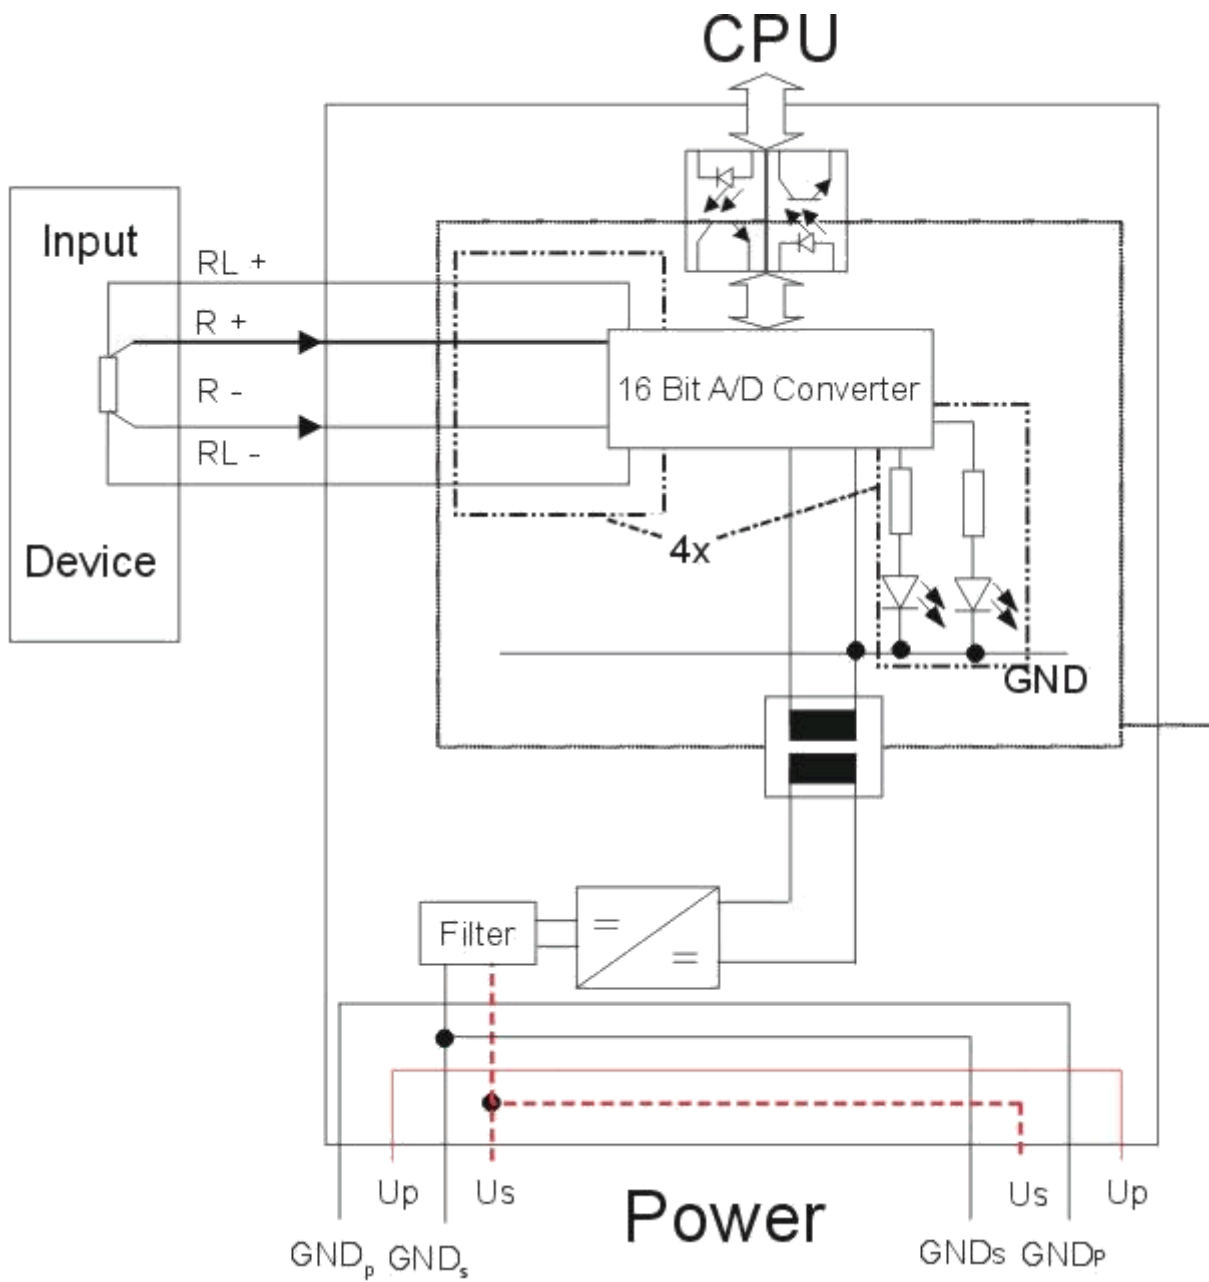 CPU
Input
RL +
R +
R -
RL -
Device
16 Bit A/D Converter
4x
GND
Filter
=
=
Up Us Power Us Up
GNDp GNDs GNDs GNDP